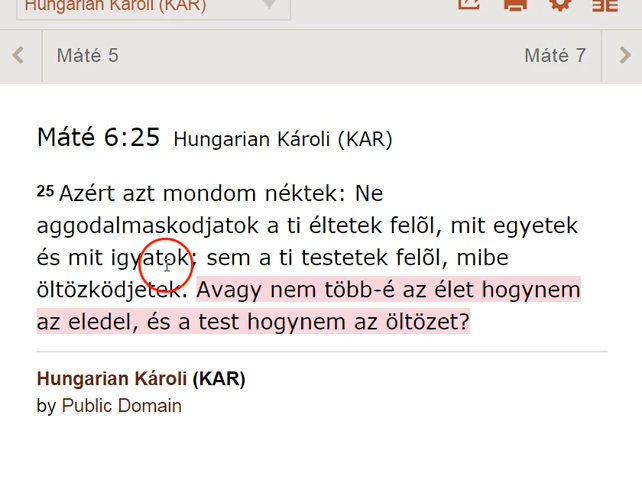 Hungarian Károli (KAR)
Máté 5 Máté 7
Máté 6:25 Hungarian Károli (KAR)
25 Azért azt mondom néktek: Ne
aggodalmaskodjatok a ti éltetek felõl, mit egyetek
és mit igyatok; sem a ti testetek felõl, mibe
öltözködjetek. Avagy nem több-é az élet hogynem
az eledel, és a test hogynem az öltözet?
Hungarian Károli (KAR)
by Public Domain